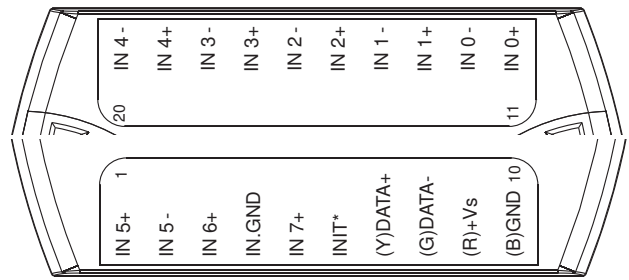 IN 4 -
IN 4+
IN 3 -
IN 3+
IN 2 -
IN 2+
IN 1 -
IN 1+
IN 0 -
IN 0+
20
11
1
10
IN 5+
IN 5 -
IN 6+
IN.GND
IN 7+
INIT*
(Y)DATA+
(G)DATA-
(R)+Vs
(B)GND